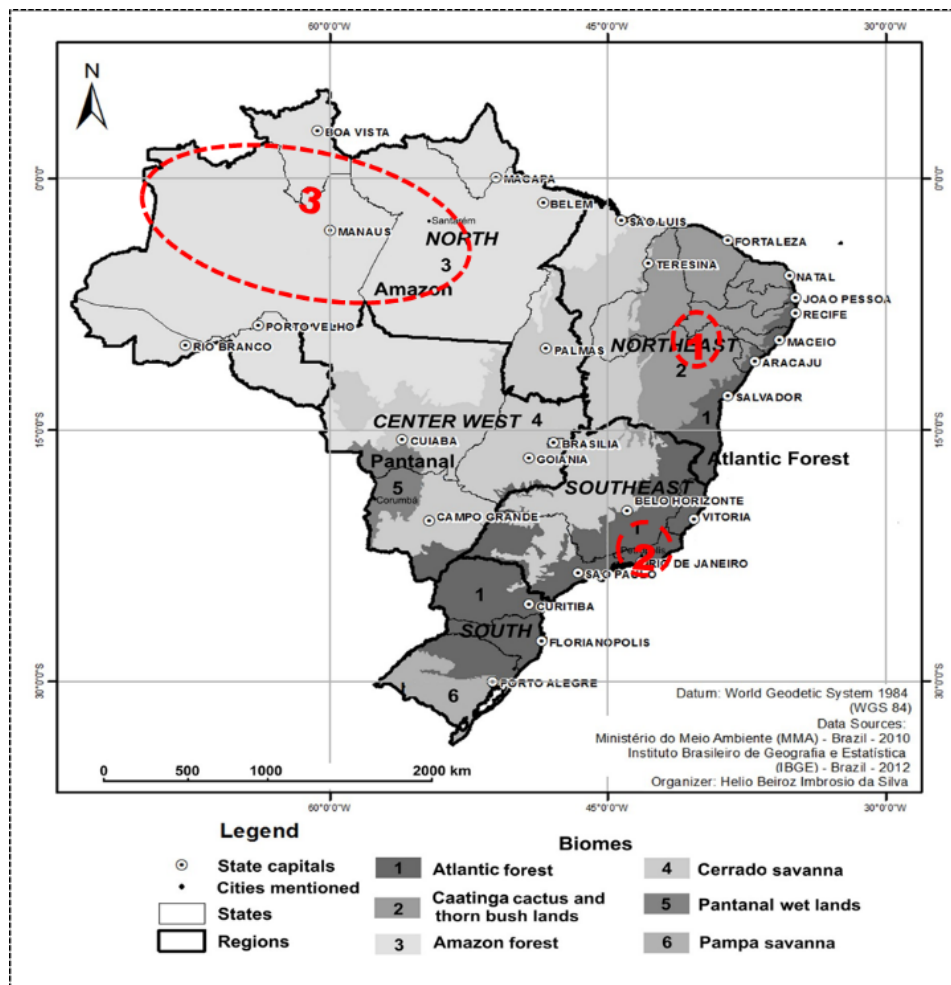 60°0'0"W
45°0'0"W
30°0'0"W
N
BOA VISTA
0°0'0"
MACAPA
0°0'0"
3
BELEM
Santarém
SAO LUIS
MANAUS
NORTH
FORTALEZA
3
TERESINA
NATAL
Amazon
JOAO PESSOA
RECIFE
PORTO VELHO
MACEIO
RIO BRANCO
PALMAS
NORTHEAST
1
ARACAJU
2
SALVADOR
CENTER WEST
4
1
15°0'0"S
15°0'0"S
CUIABA
BRASILIA
Pantanal
GOIÂNIA
Atlantic Forest
5
SOUTHEAST
Corumbá
BELO HORIZONTE
CAMPO GRANDE
VITORIA
1
2
RIO DE JANEIRO
SAO PAULO
1
CURITIBA
SOUTH
FLORIANOPOLIS
30°0'0"S
30°0'0"S
6
PORTO ALEGRE
Datum: World Geodetic System 1984
(WGS 84)
Data Sources:
Ministério do Meio Ambiente (MMA) - Brazil - 2010
Instituto Brasileiro de Geografia e Estatística
(IBGE) - Brazil - 2012
Organizer: Helio Beiroz Imbrosio da Silva
0 500 1000 2000 km
60°0'0"W
45°0'0"W
30°0'0"W
Legend
State capitals
Cities mentioned
States
Regions
Biomes
1 Atlantic forest
2 Caatinga cactus and
thorn bush lands
3 Amazon forest
4 Cerrado savanna
5 Pantanal wet lands
6 Pampa savanna